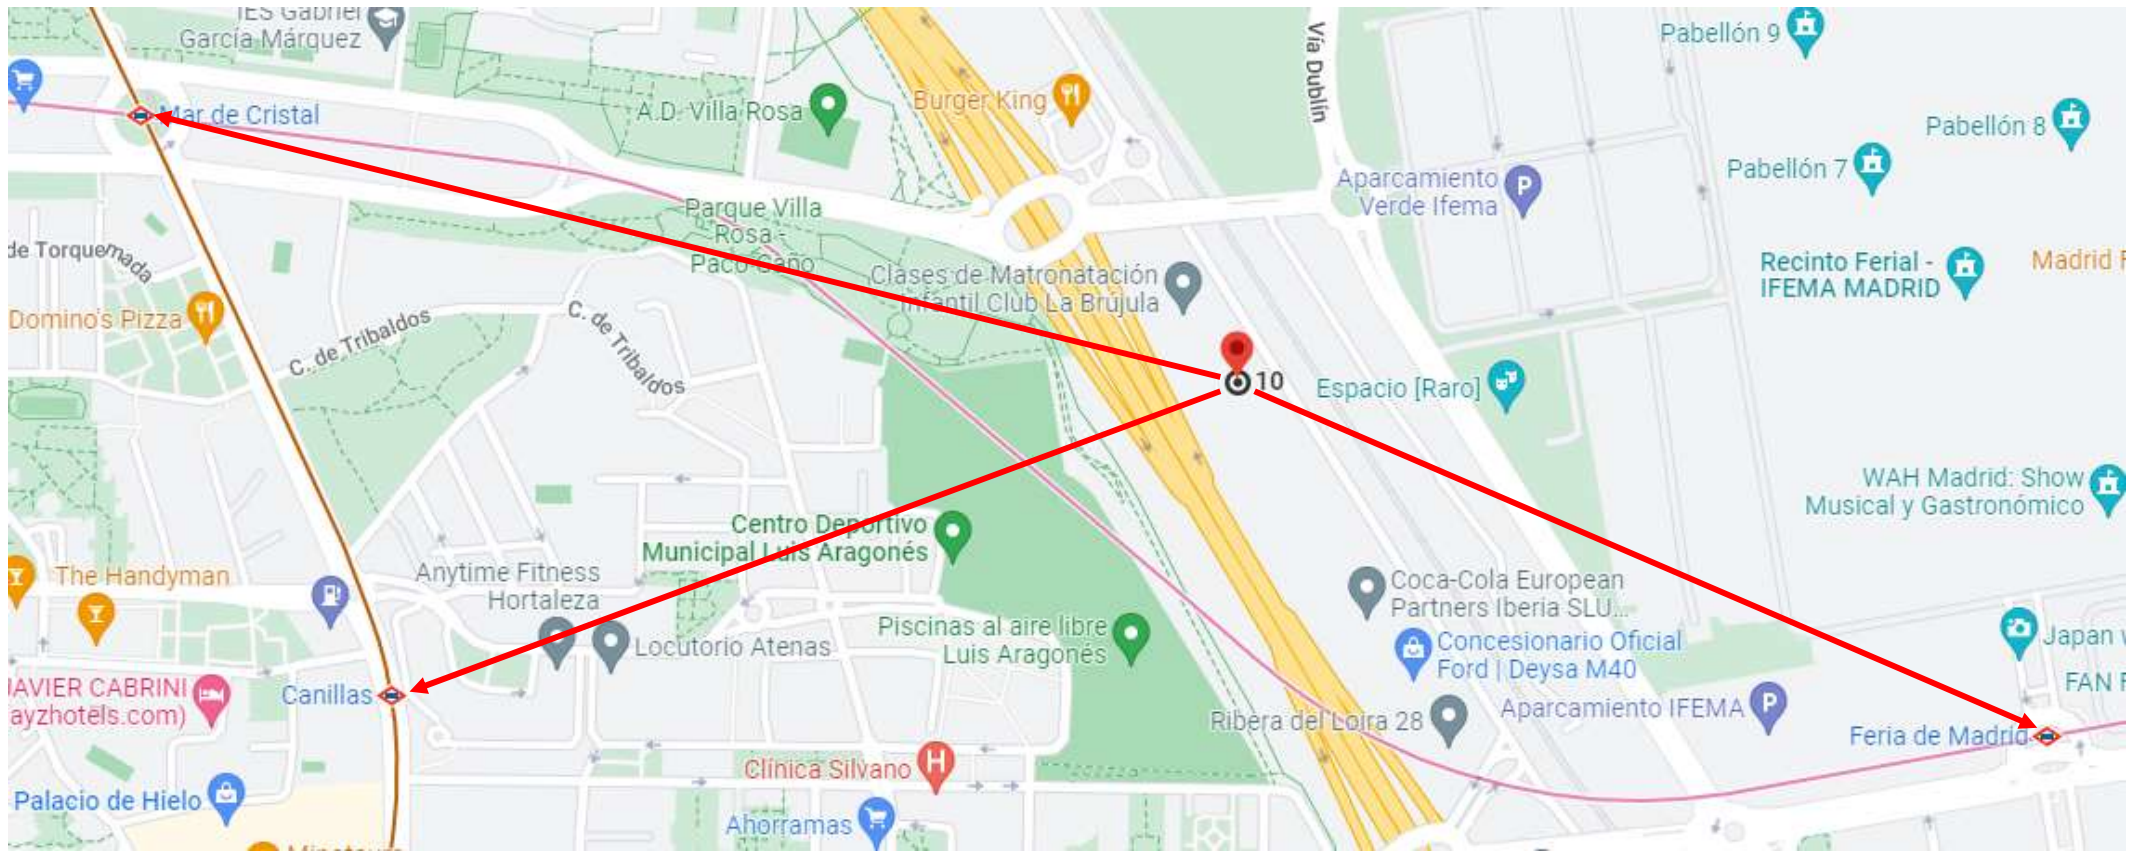 IES Gabriel
García Márquez
Mar de Cristal
A.D. Villa Rosa
Burger King
Vía Dublín
Pabellón 9
Pabellón 8
Pabellón 7
Aparcamiento
Verde Ifema
Parque Villa
Rosa -
Paco Caño
de Torquemada
Domino's Pizza
C. de Tribaldos
C. de Tribaldos
Clases de Matronatación
Infantil Club La Brújula
Recinto Ferial -
IFEMA MADRID
Madrid F
10
Espacio [Raro]
WAH Madrid: Show
Musical y Gastronómico
Centro Deportivo
Municipal Luis Aragonés
The Handyman
Anytime Fitness
Hortaleza
Locutorio Atenas
Piscinas al aire libre
Luis Aragonés
Coca-Cola European
Partners Iberia SLU...
Concesionario Oficial
Ford | Deysa M40
Japan w
FAN F
JAVIER CABRINI
ayzhotels.com)
Canillas
Ribera del Loira 28
Aparcamiento IFEMA
P
P
Feria de Madrid
Clínica Silvano
H
Palacio de Hielo
Ahorramas